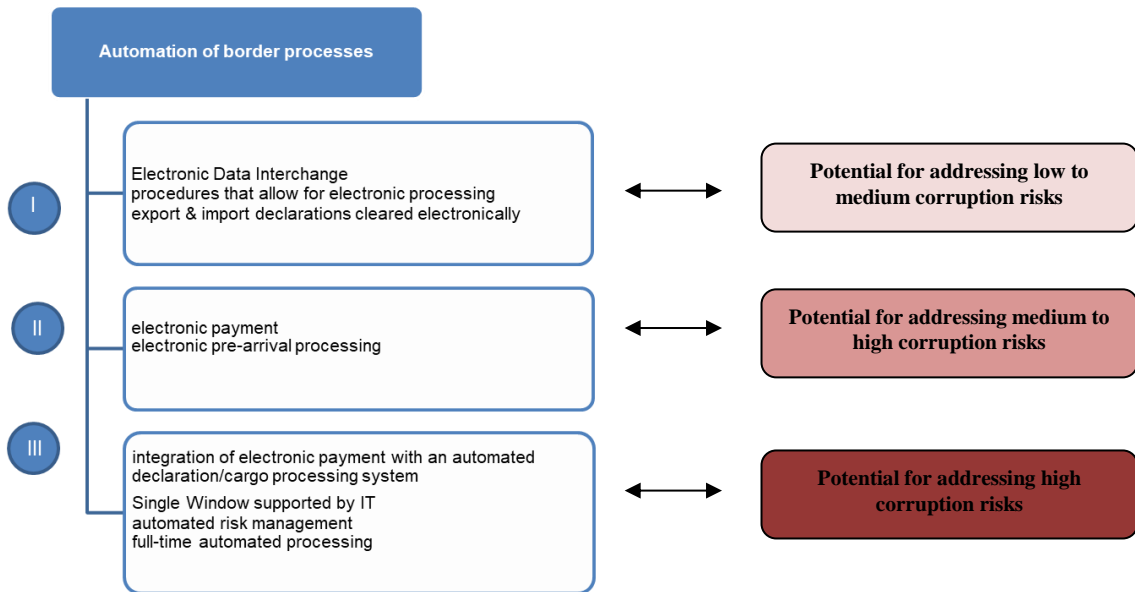 Automation of border processes
I
Electronic Data Interchange
procedures that allow for electronic processing
export & import declarations cleared electronically
Potential for addressing low to
medium corruption risks
II
electronic payment
electronic pre-arrival processing
Potential for addressing medium to
high corruption risks
III
integration of electronic payment with an automated
declaration/cargo processing system
Single Window supported by IT
automated risk management
full-time automated processing
Potential for addressing high
corruption risks